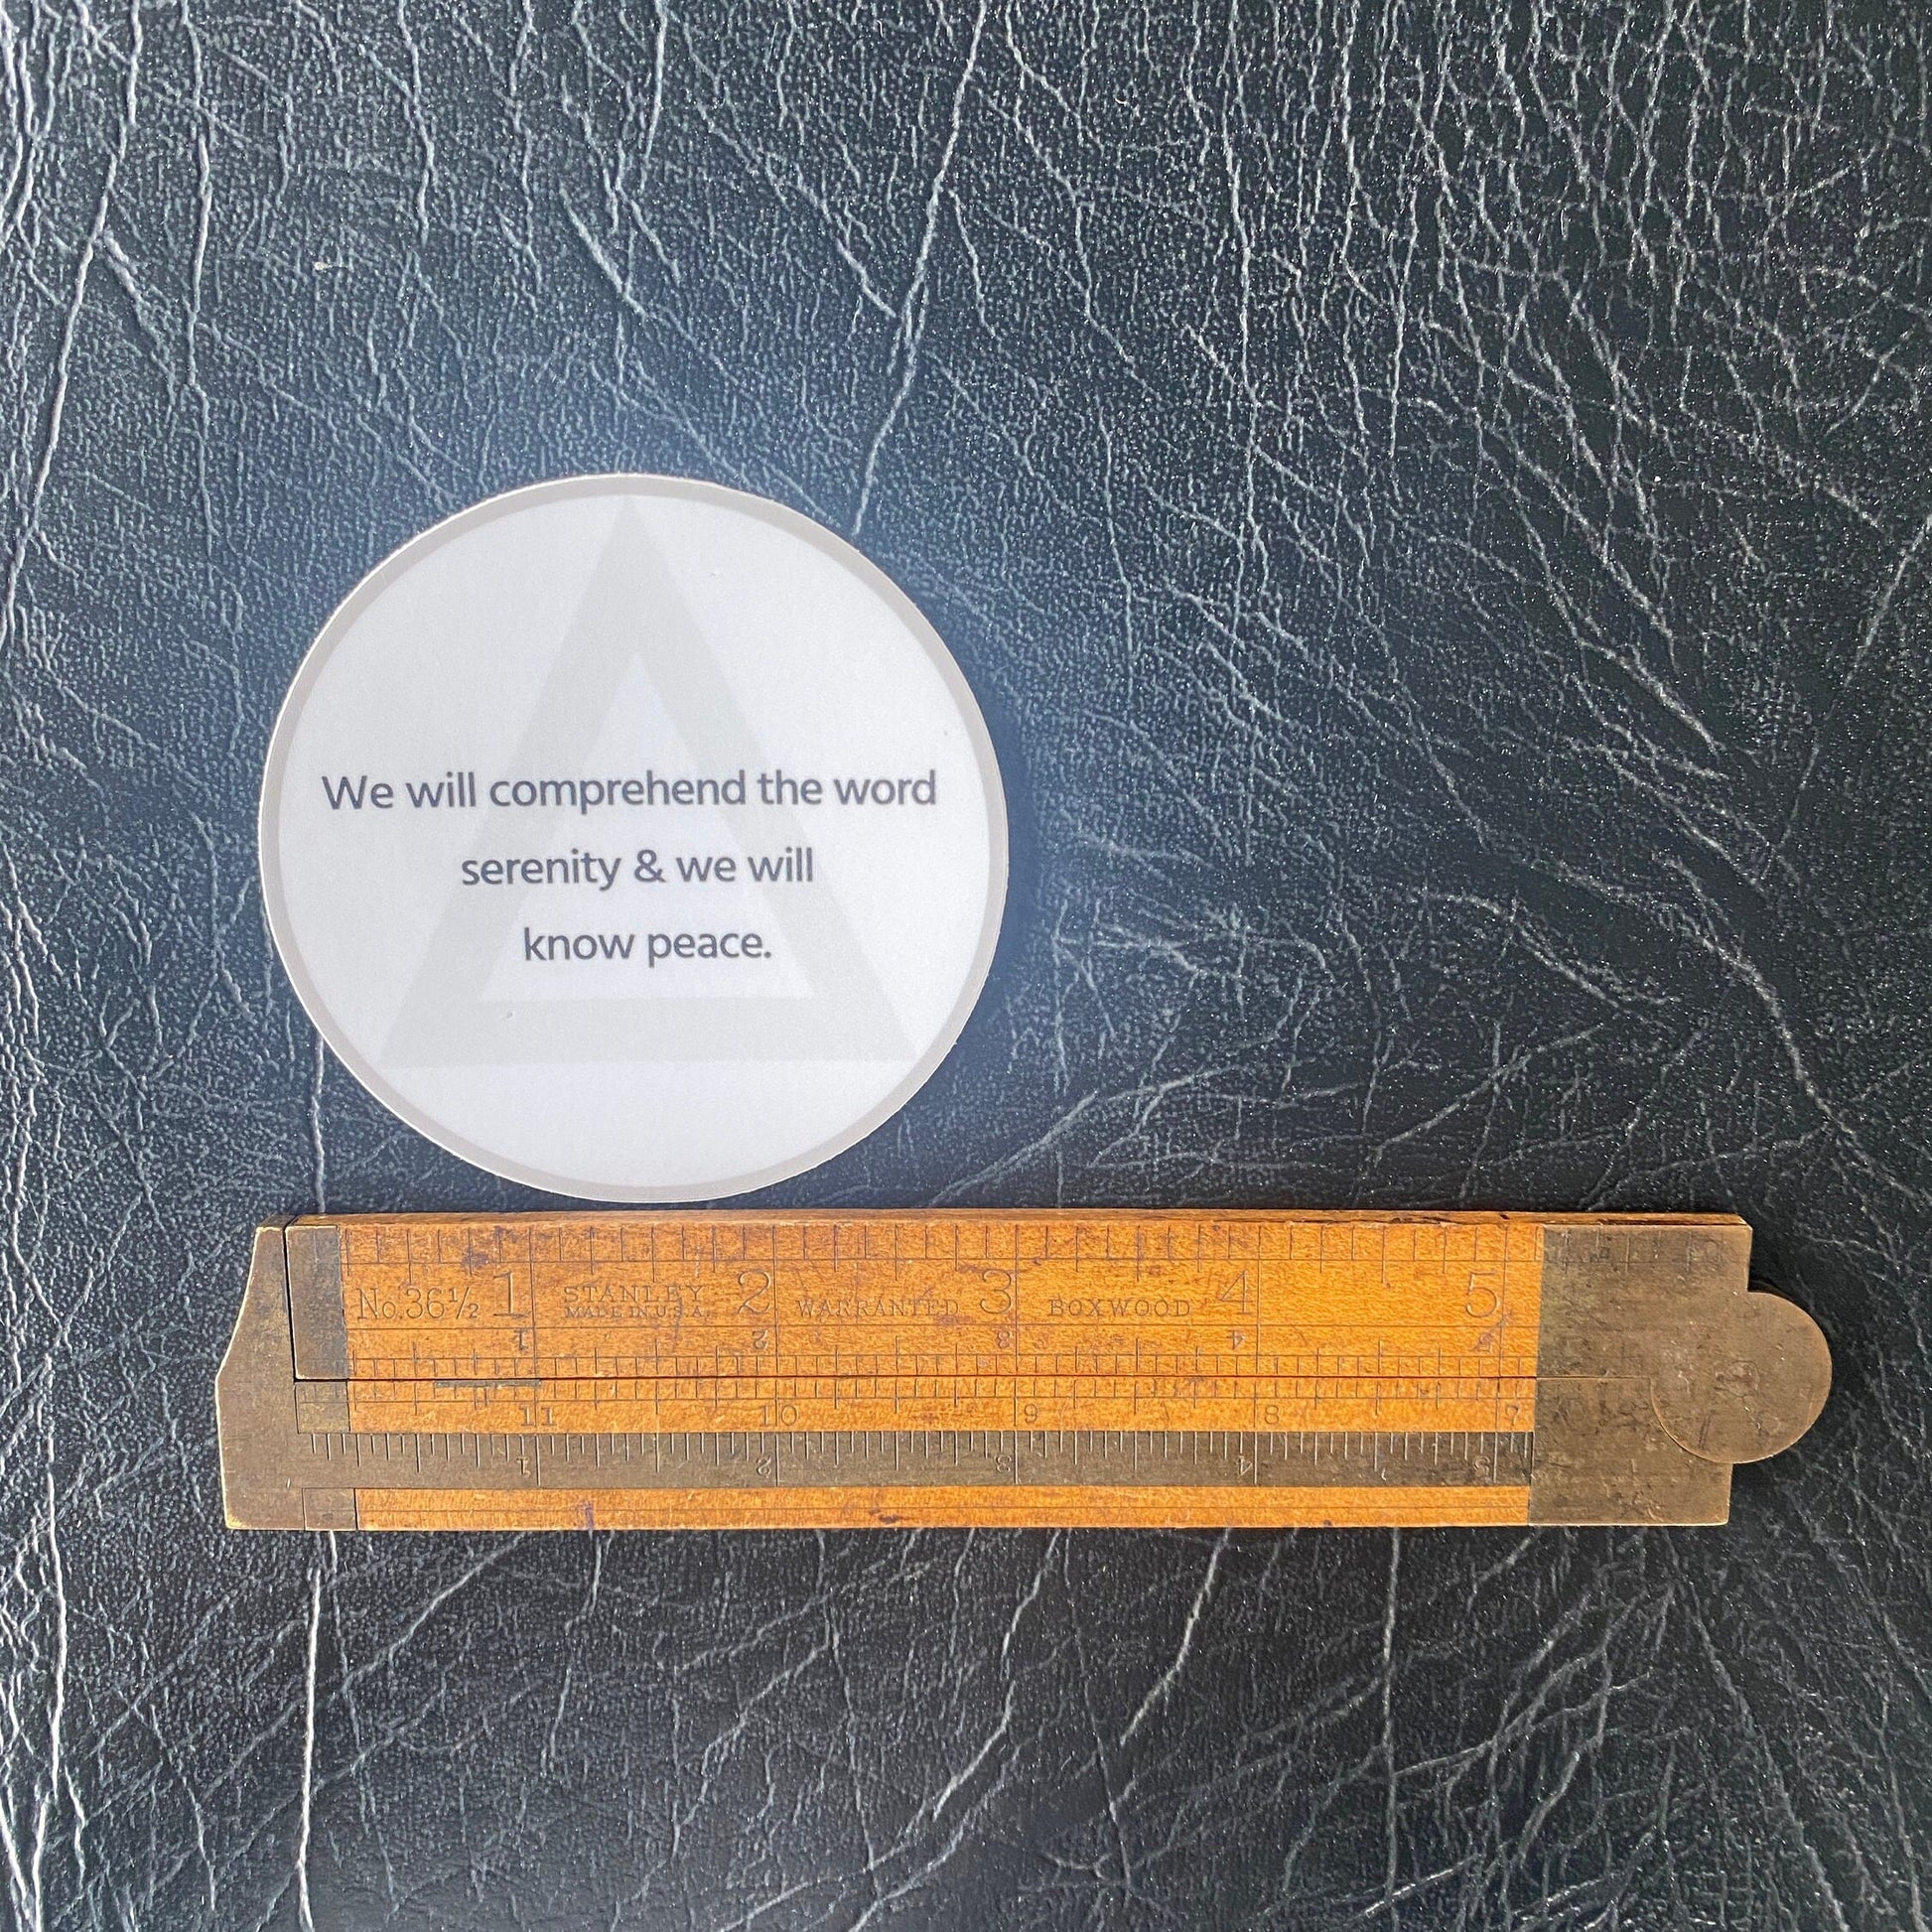 We will comprehend the word
serenity & we will
know peace.
No. 36½ 1 STANLEY 2 WARRANTED 3 BOXWOOD 4 5
MADE IN U.S.A.
1 2 3 4 5
11 10 9 8 7
1 2 3 4 5